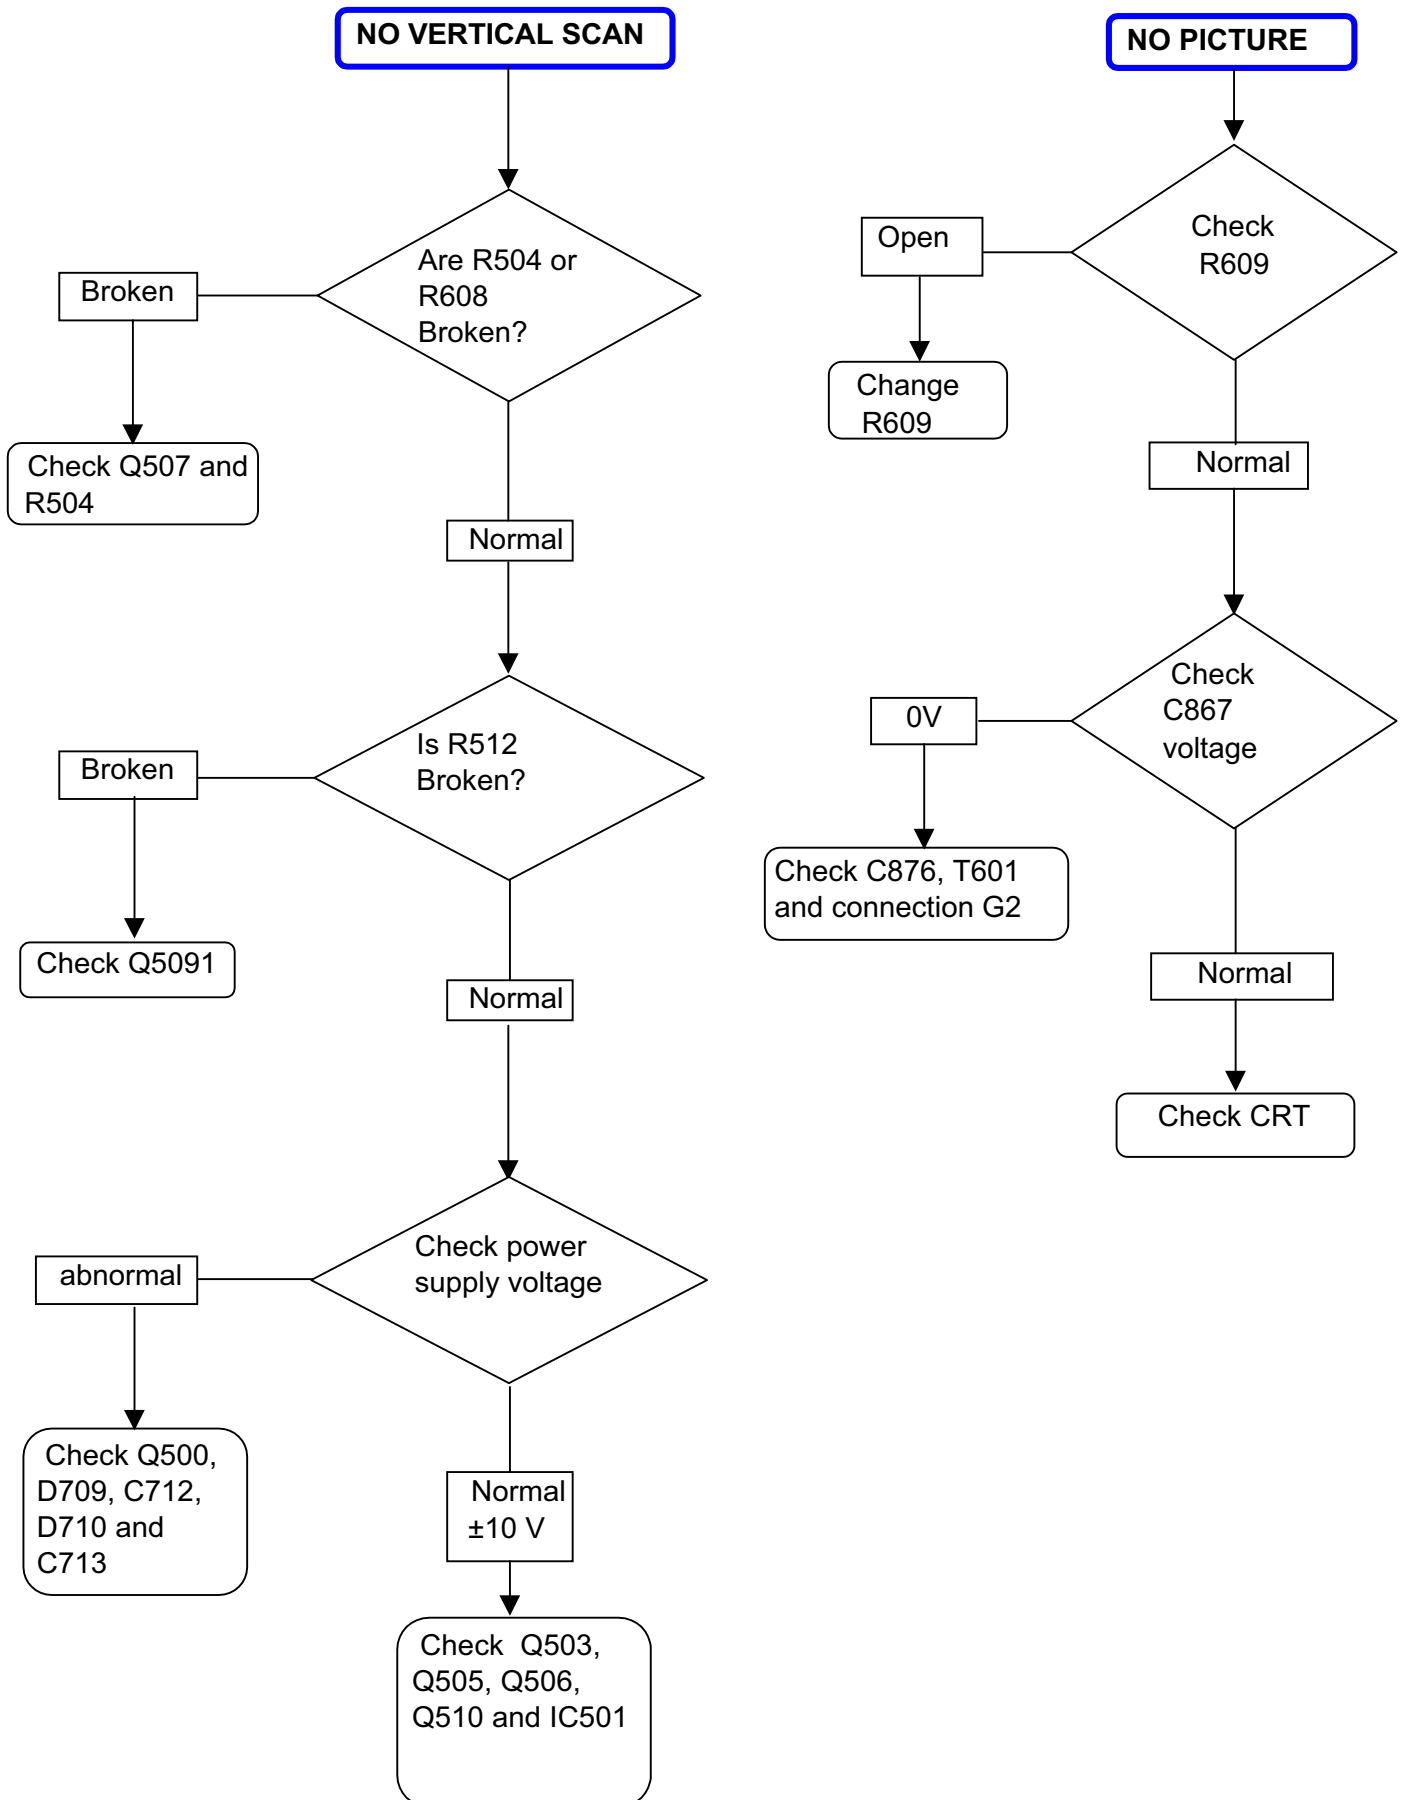 NO VERTICAL SCAN
Are R504 or
R608
Broken?
Broken
Check Q507 and
R504
Normal
Is R512
Broken?
Broken
Check Q5091
Normal
Check power
supply voltage
abnormal
Check Q500,
D709, C712,
D710 and
C713
Normal
±10 V
Check Q503,
Q505, Q506,
Q510 and IC501
NO PICTURE
Check
R609
Open
Change
R609
Normal
Check
C867
voltage
0V
Check C876, T601
and connection G2
Normal
Check CRT